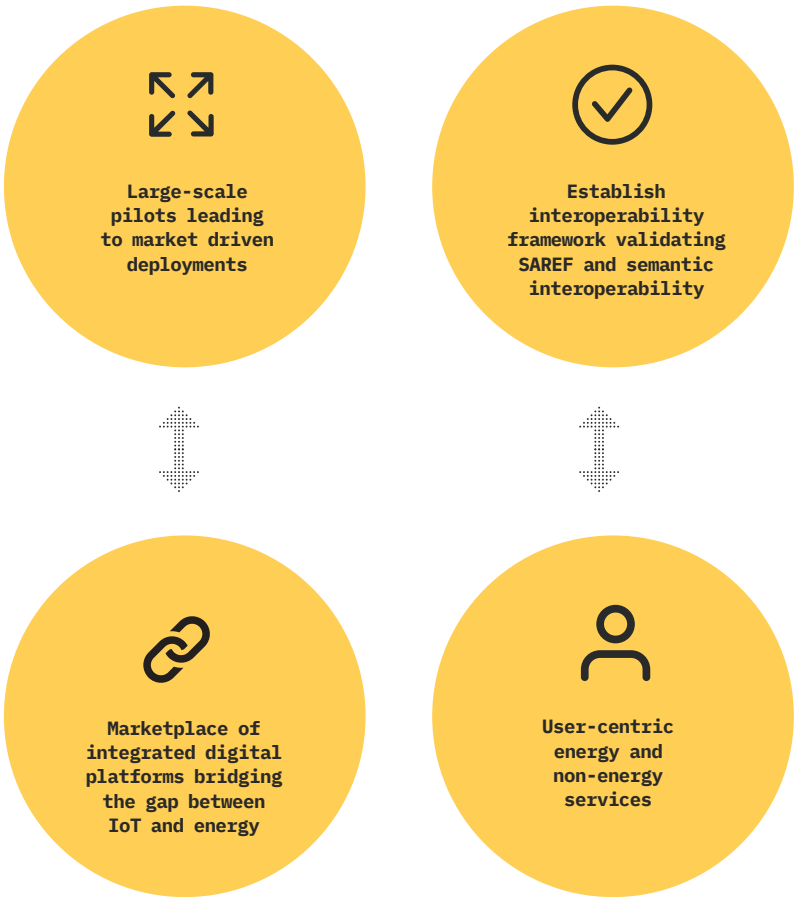 Large-scale
pilots leading
to market driven
deployments
Establish
interoperability
framework validating
SAREF and semantic
interoperability
Marketplace of
integrated digital
platforms bridging
the gap between
IoT and energy
User-centric
energy and
non-energy
services